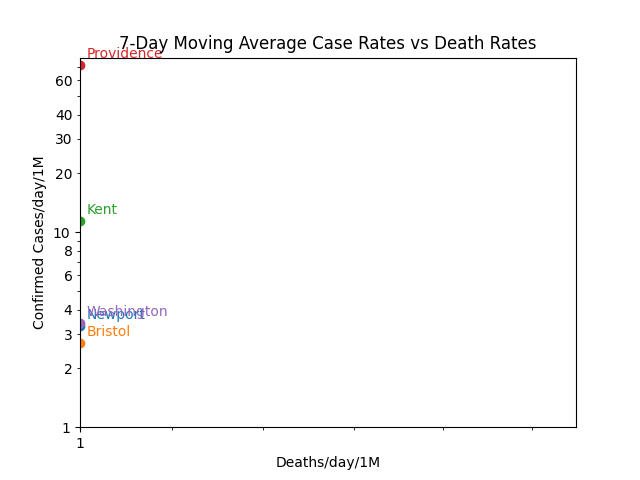 7-Day Moving Average Case Rates vs Death Rates
Providence
60
40
30
20
Kent
10
8
6
4
Washington
Newport
3
Bristol
2
1
1
Confirmed Cases/day/1M
Deaths/day/1M